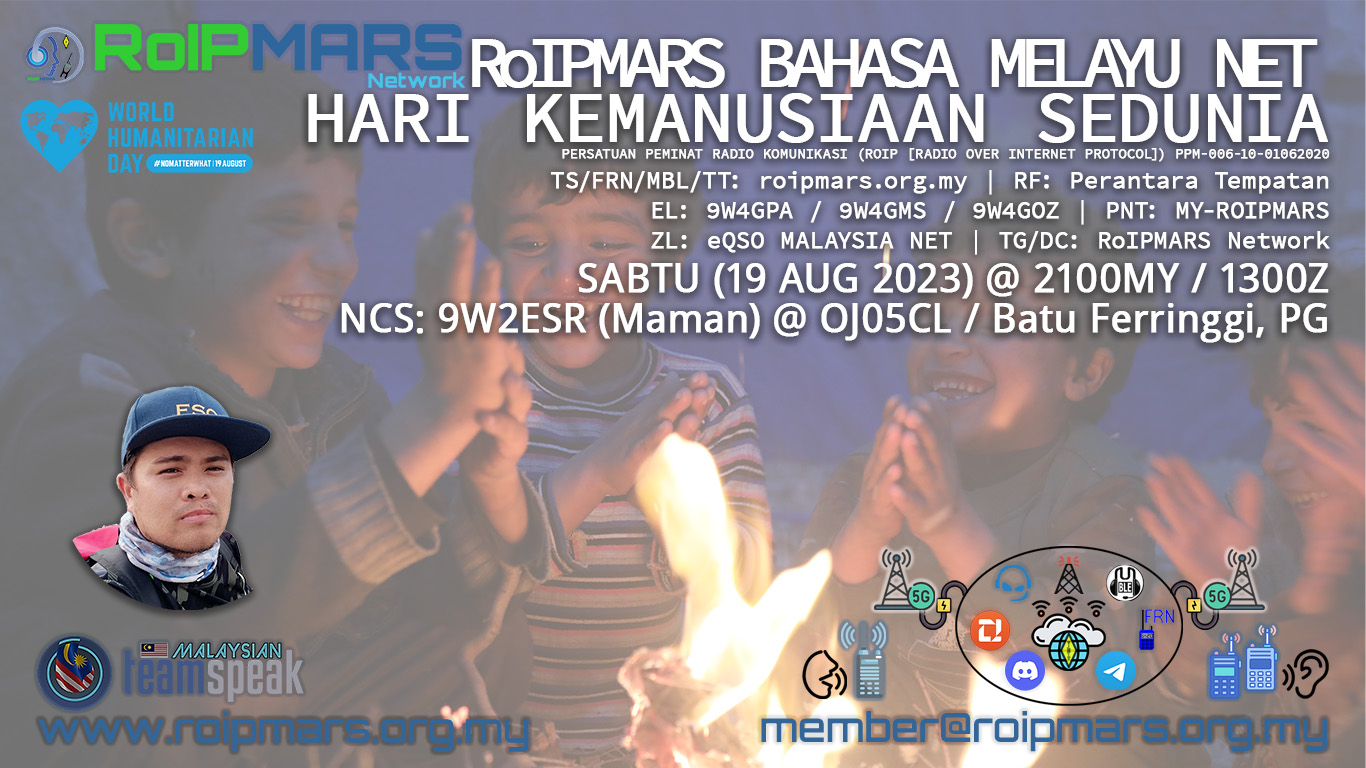 RoIPMARS
Network
RoIPMARS BAHASA MELAYU NET
WORLD
HUMANITARIAN
DAY #NOMATTERWHAT | 19 AUGUST
HARI KEMANUSIAAN SEDUNIA
PERSATUAN PEMINAT RADIO KOMUNIKASI (ROIP [RADIO OVER INTERNET PROTOCOL]) PPM-006-10-01062020
TS/FRN/MBL/TT: roipmars.org.my | RF: Perantara Tempatan
EL: 9W4GPA / 9W4GMS / 9W4GOZ | PNT: MY-ROIPMARS
ZL: eQSO MALAYSIA NET | TG/DC: RoIPMARS Network
SABTU (19 AUG 2023) @ 2100MY / 1300Z
NCS: 9W2ESR (Maman) @ OJ05CL / Batu Ferringgi, PG
5G
BLE
5G
FRN
MALAYSIAN
teamspeak
www.roipmars.org.my
member@roipmars.org.my